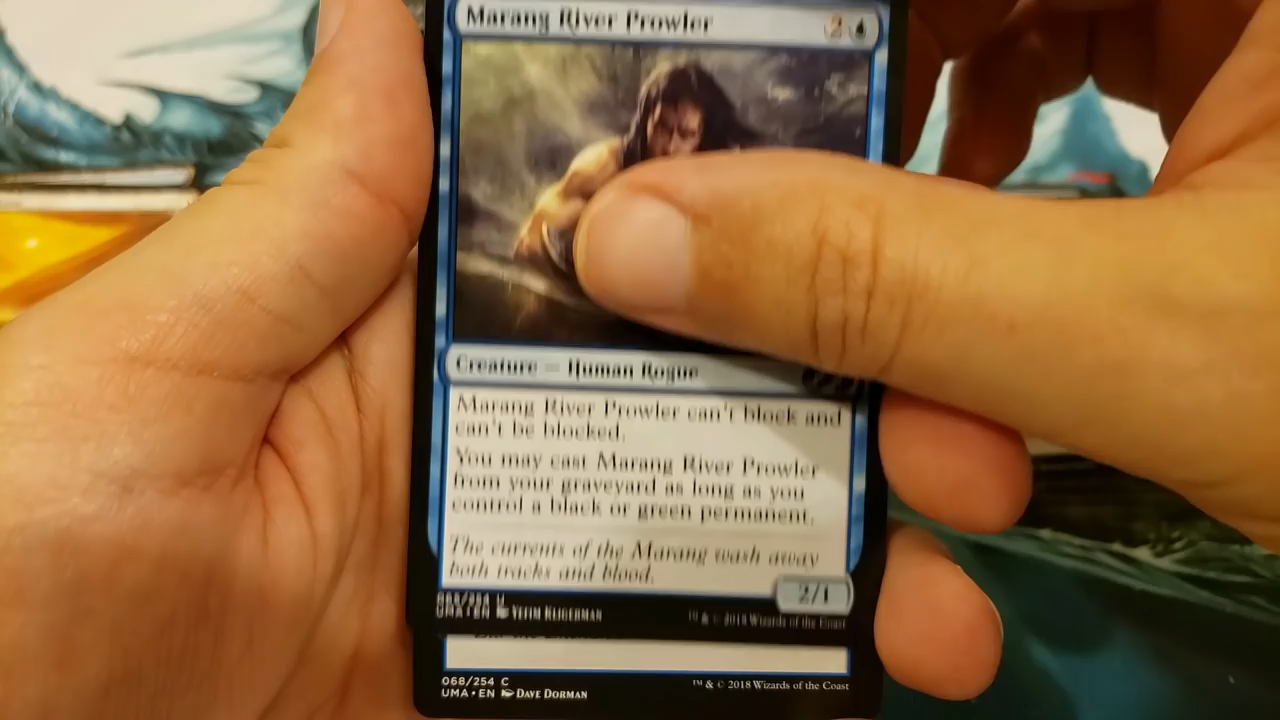 Marang River Prowler 2
Creature — Human Rogue
Marang River Prowler can't block and
can't be blocked.
You may cast Marang River Prowler
from your graveyard as long as you
control a black or green permanent.
The currents of the Marang wash away
both tracks and blood.
2/1
UMA • EN YEFIM KLIGERMAN ™ & © 2018 Wizards of the Coast
068/254 C
UMA • EN DAVE DORMAN ™ & © 2018 Wizards of the Coast